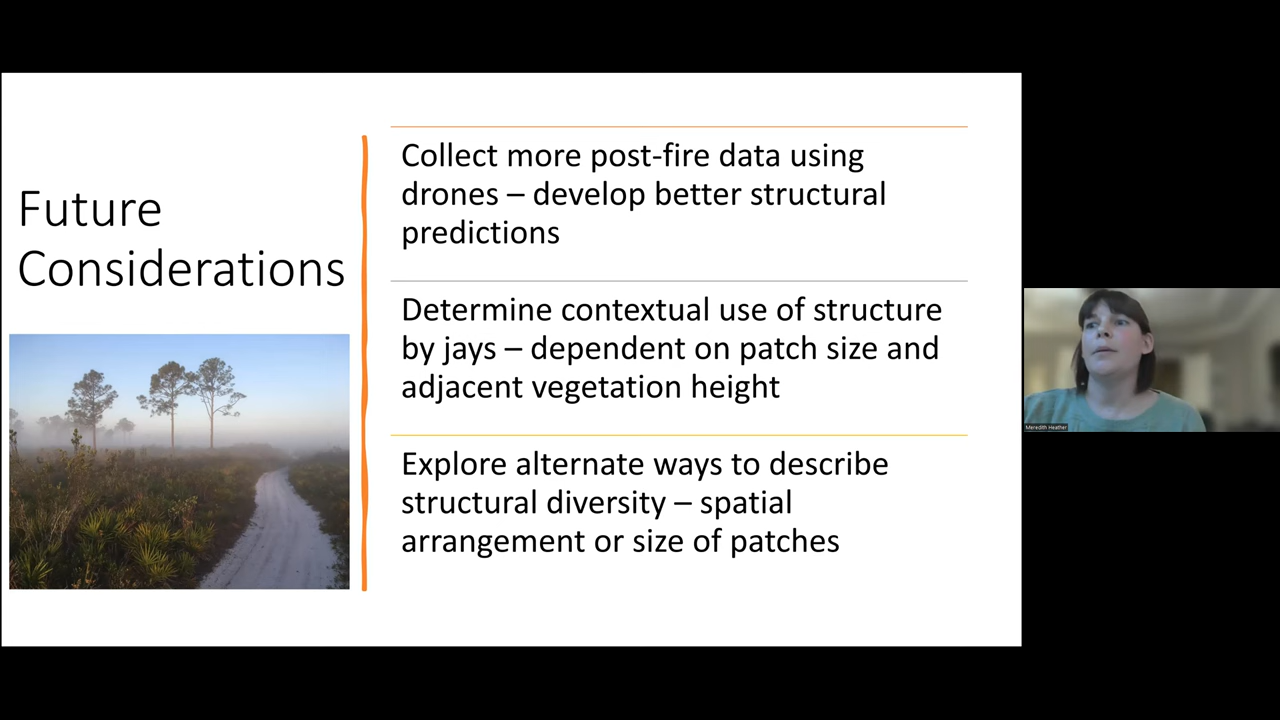 Future
Considerations
Collect more post-fire data using
drones – develop better structural
predictions
Determine contextual use of structure
by jays – dependent on patch size and
adjacent vegetation height
Explore alternate ways to describe
structural diversity – spatial
arrangement or size of patches
Meredith Heather